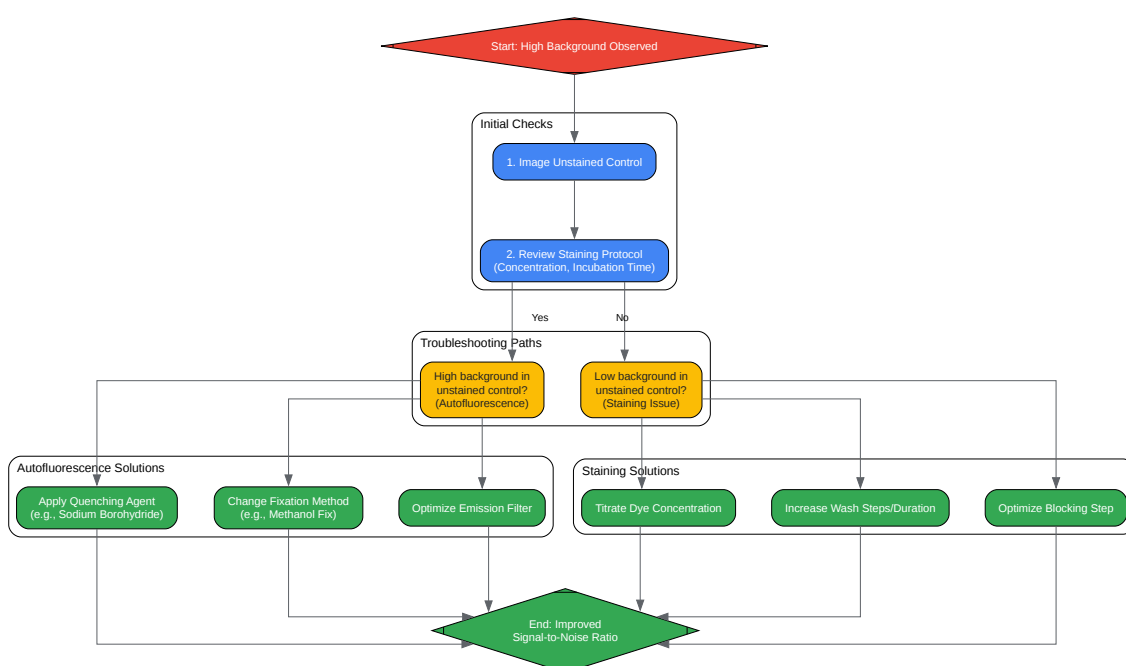 Start: High Background Observed
Initial Checks
1. Image Unstained Control
2. Review Staining Protocol
(Concentration, Incubation Time)
Yes
No
Troubleshooting Paths
High background in
unstained control?
(Autofluorescence)
Low background in
unstained control?
(Staining Issue)
Autofluorescence Solutions
Apply Quenching Agent
(e.g., Sodium Borohydride)
Change Fixation Method
(e.g., Methanol Fix)
Optimize Emission Filter
Staining Solutions
Titrate Dye Concentration
Increase Wash Steps/Duration
Optimize Blocking Step
End: Improved
Signal-to-Noise Ratio